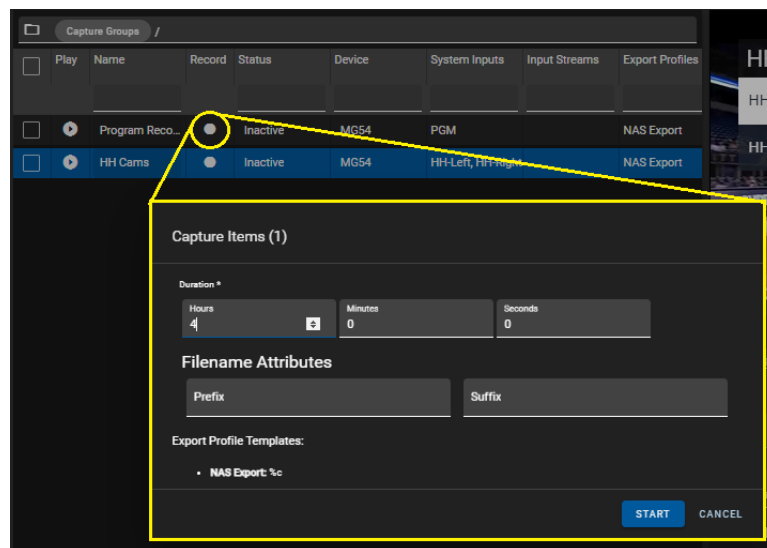 Capture Groups /
Play Name Record Status Device System Inputs Input Streams Export Profiles
Program Reco... Inactive MG54 PGM NAS Export
HH Cams Inactive MG54 HH-Left, HH-Right NAS Export
HH
HH
Capture Items (1)
Duration *
Hours Minutes Seconds
4 0 0
Filename Attributes
Prefix Suffix
Export Profile Templates:
• NAS Export: %c
START CANCEL